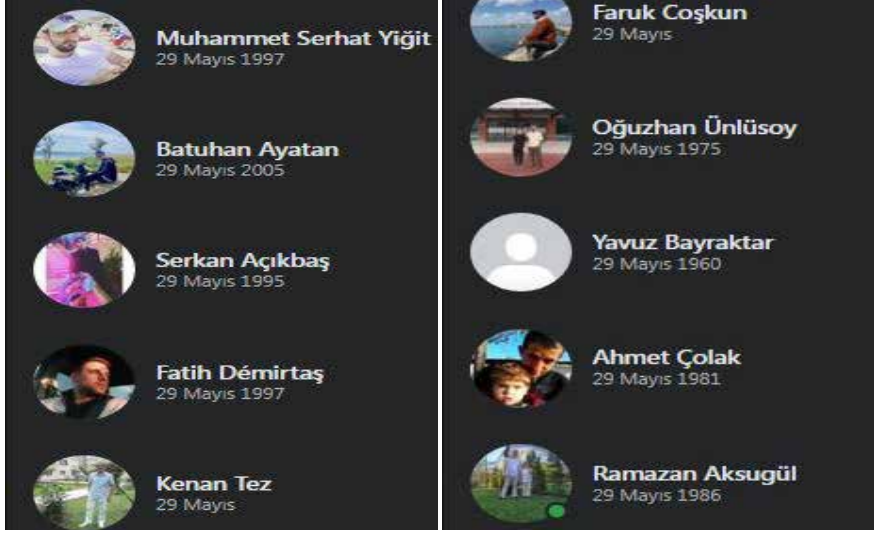 Muhammet Serhat Yiğit
29 Mayıs 1997
Batuhan Ayatan
29 Mayıs 2005
Serkan Açıkbaş
29 Mayıs 1995
Fatih Démirtaş
29 Mayıs 1997
Kenan Tez
29 Mayıs
Faruk Coşkun
29 Mayıs
Oğuzhan Ünlüsoy
29 Mayıs 1975
Yavuz Bayraktar
29 Mayıs 1960
Ahmet Çolak
29 Mayıs 1981
Ramazan Aksugül
29 Mayıs 1986